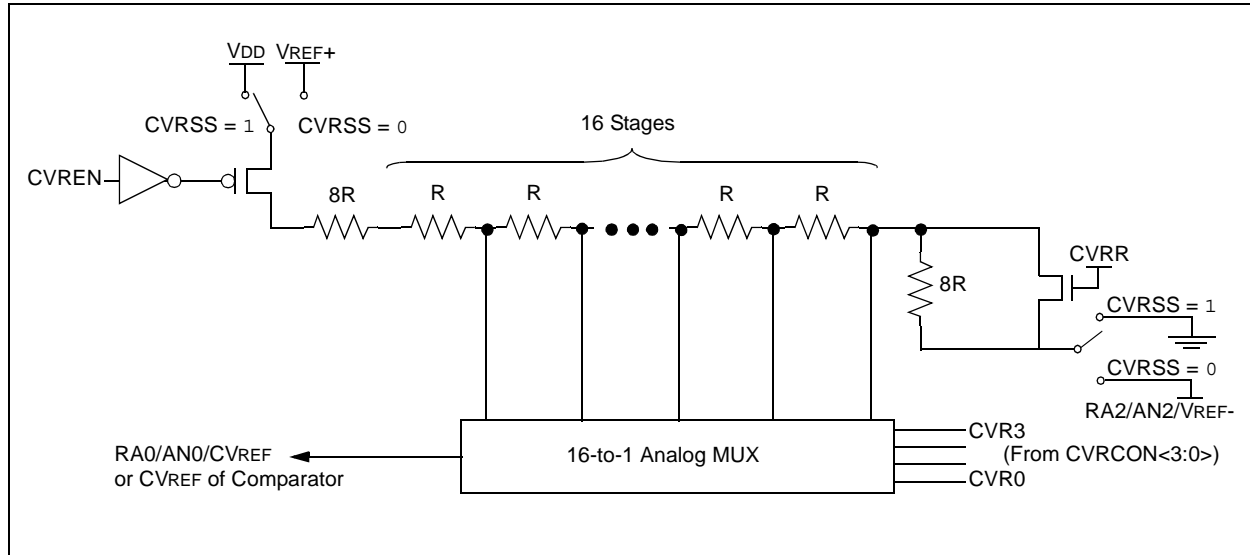 VDD VREF+
CVRSS = 1 CVRSS = 0
16 Stages
CVREN
8R R R R R
CVRR
8R
CVRSS = 1
CVRSS = 0
RA2/AN2/VREF-
RA0/AN0/CVREF
or CVREF of Comparator
16-to-1 Analog MUX
CVR3
(From CVRCON<3:0>)
CVR0